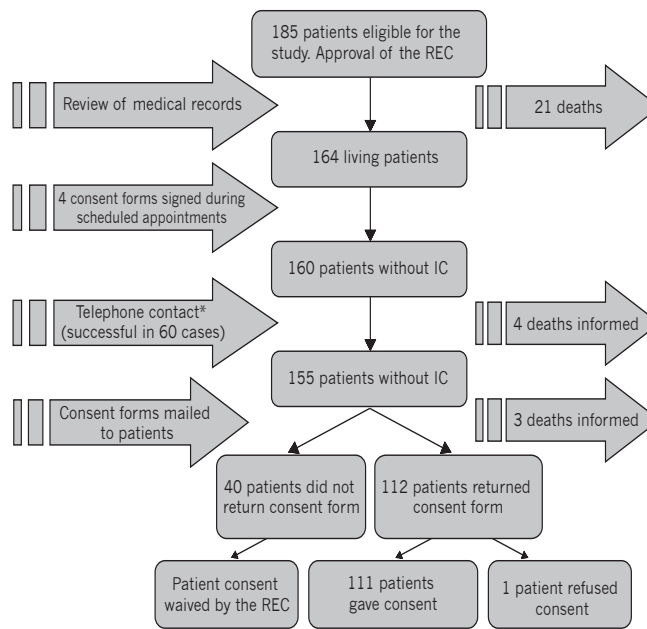 185 patients eligible for the
study. Approval of the REC
Review of medical records
21 deaths
164 living patients
4 consent forms signed during
scheduled appointments
160 patients without IC
Telephone contact*
(successful in 60 cases)
4 deaths informed
155 patients without IC
Consent forms mailed
to patients
3 deaths informed
40 patients did not
return consent form
112 patients returned
consent form
Patient consent
waived by the REC
111 patients
gave consent
1 patient refused
consent